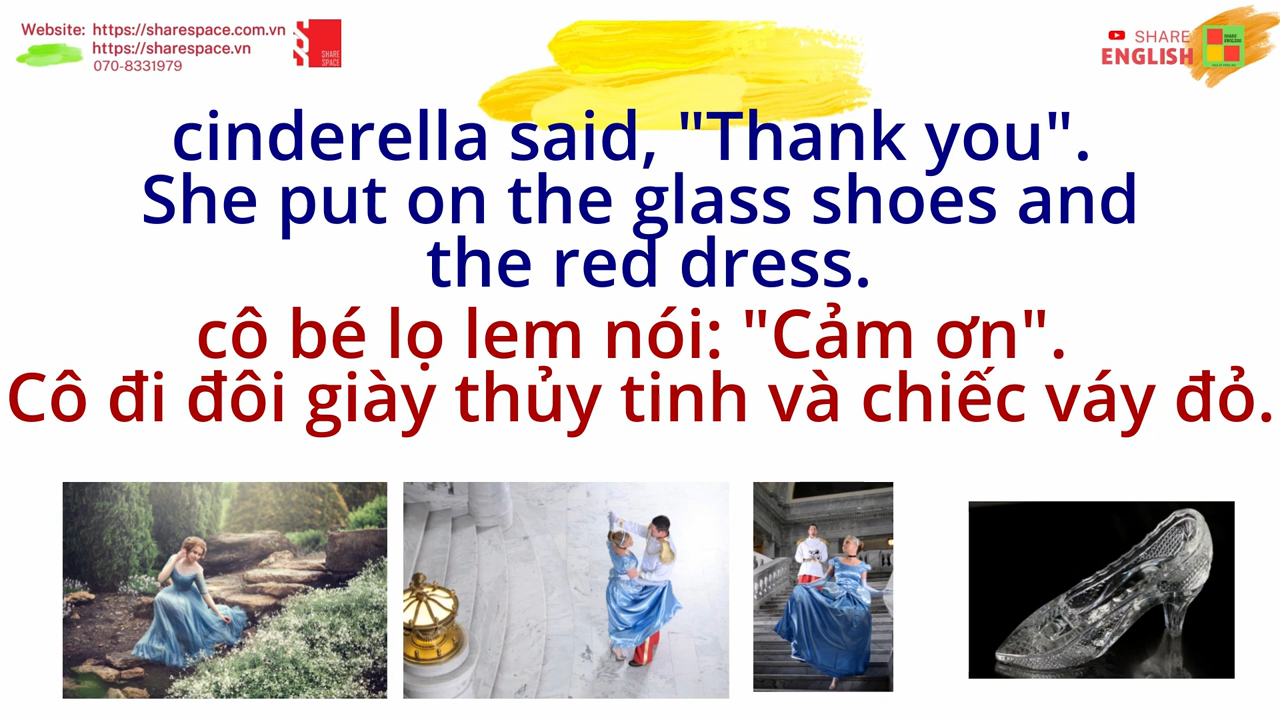 Website: https://sharespace.com.vn
https://sharespace.vn
070-8331979
SHARE
SPACE
SHARE
ENGLISH
SHARE
ENGLISH
cinderella said, "Thank you".
She put on the glass shoes and
the red dress.
cô bé lọ lem nói: "Cảm ơn".
Cô đi đôi giày thủy tinh và chiếc váy đỏ.